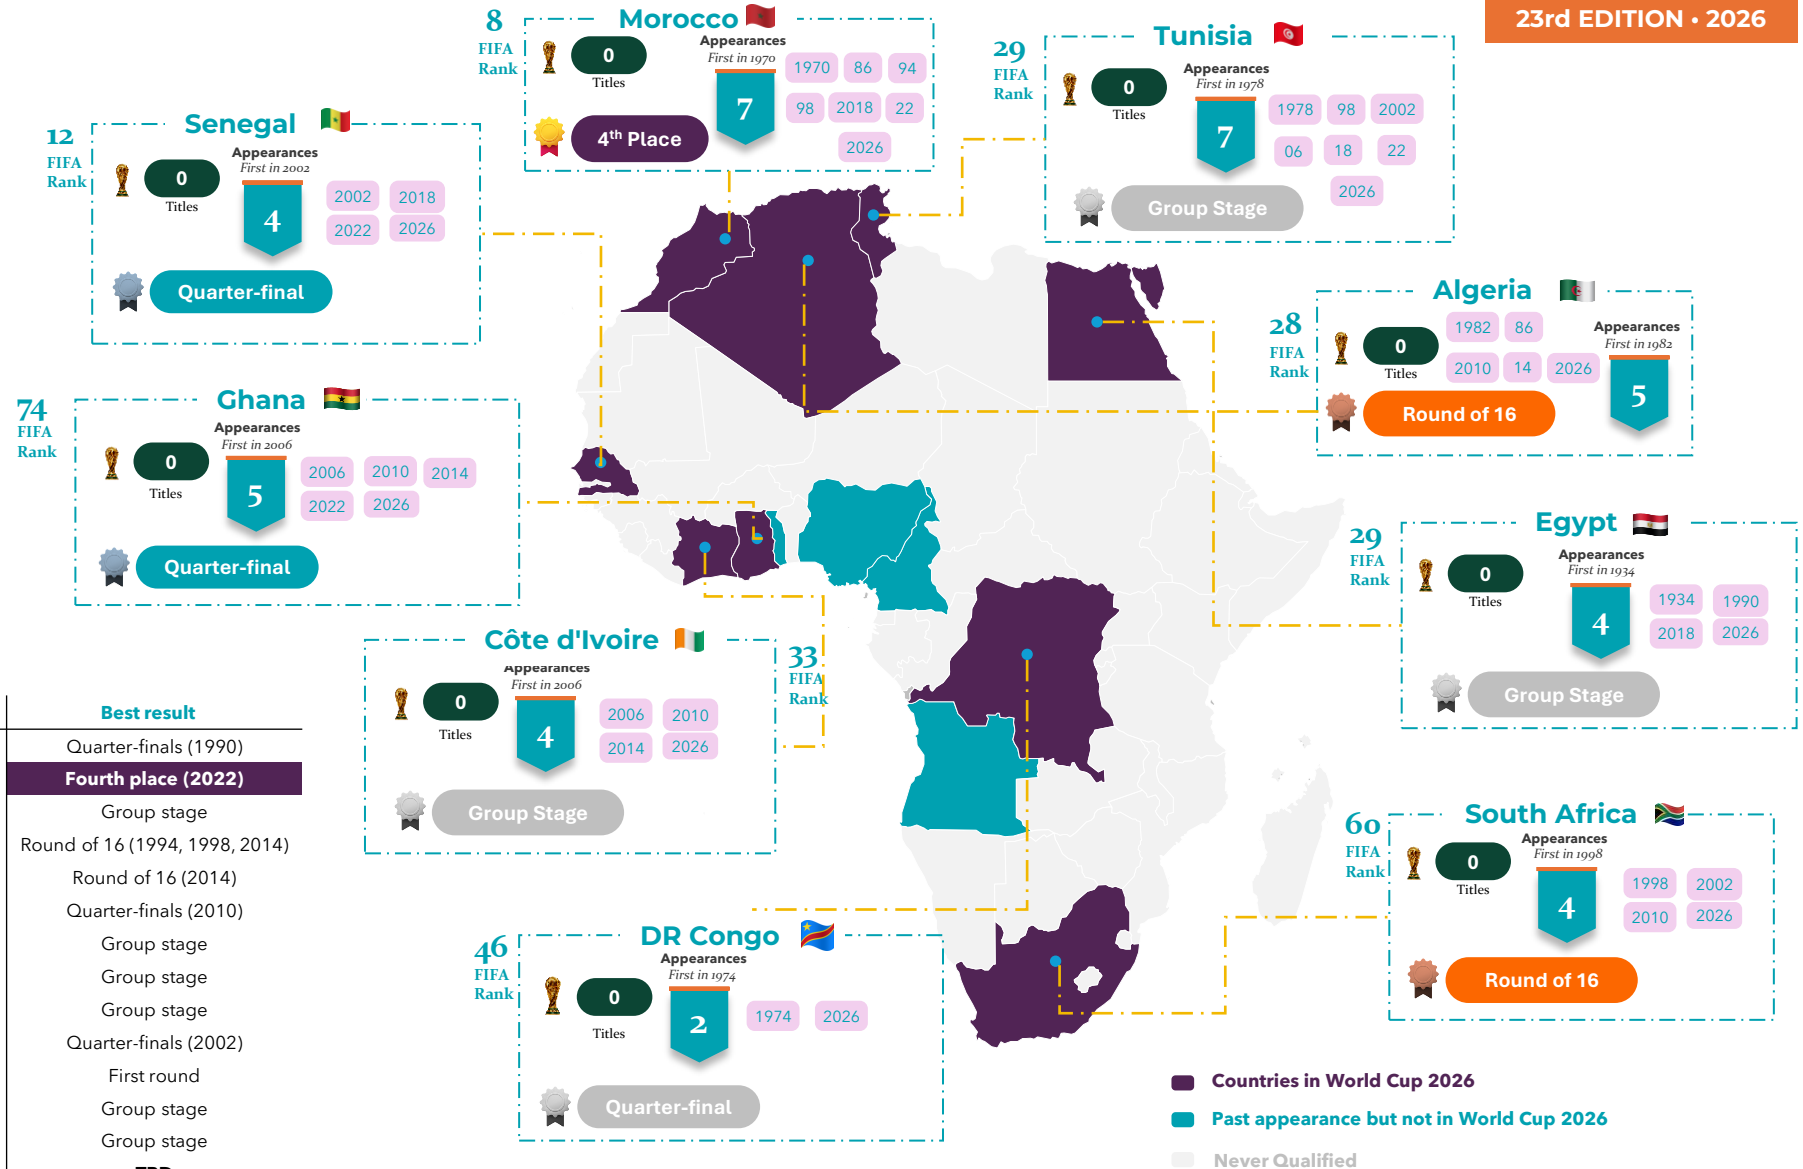 23rd EDITION • 2026
8
FIFA
Rank
Morocco
0
Titles
Appearances
First in 1970
7
1970 86 94
98 2018 22
2026
4th Place
29
FIFA
Rank
Tunisia
0
Titles
Appearances
First in 1978
7
1978 98 2002
06 18 22
2026
Group Stage
12
FIFA
Rank
Senegal
0
Titles
Appearances
First in 2002
4
2002 2018
2022 2026
Quarter-final
28
FIFA
Rank
Algeria
0
Titles
1982 86
2010 14 2026
Appearances
First in 1982
5
Round of 16
74
FIFA
Rank
Ghana
0
Titles
Appearances
First in 2006
5
2006 2010 2014
2022 2026
Quarter-final
29
FIFA
Rank
Egypt
0
Titles
Appearances
First in 1934
4
1934 1990
2018 2026
Group Stage
33
FIFA
Rank
Côte d'Ivoire
0
Titles
Appearances
First in 2006
4
2006 2010
2014 2026
Group Stage
Best result
Quarter-finals (1990)
Fourth place (2022)
Group stage
Round of 16 (1994, 1998, 2014)
Round of 16 (2014)
Quarter-finals (2010)
Group stage
Group stage
Group stage
Quarter-finals (2002)
First round
Group stage
Group stage
60
FIFA
Rank
South Africa
0
Titles
Appearances
First in 1998
4
1998 2002
2010 2026
Round of 16
46
FIFA
Rank
DR Congo
0
Titles
Appearances
First in 1974
2
1974 2026
Quarter-final
Countries in World Cup 2026
Past appearance but not in World Cup 2026
Never Qualified